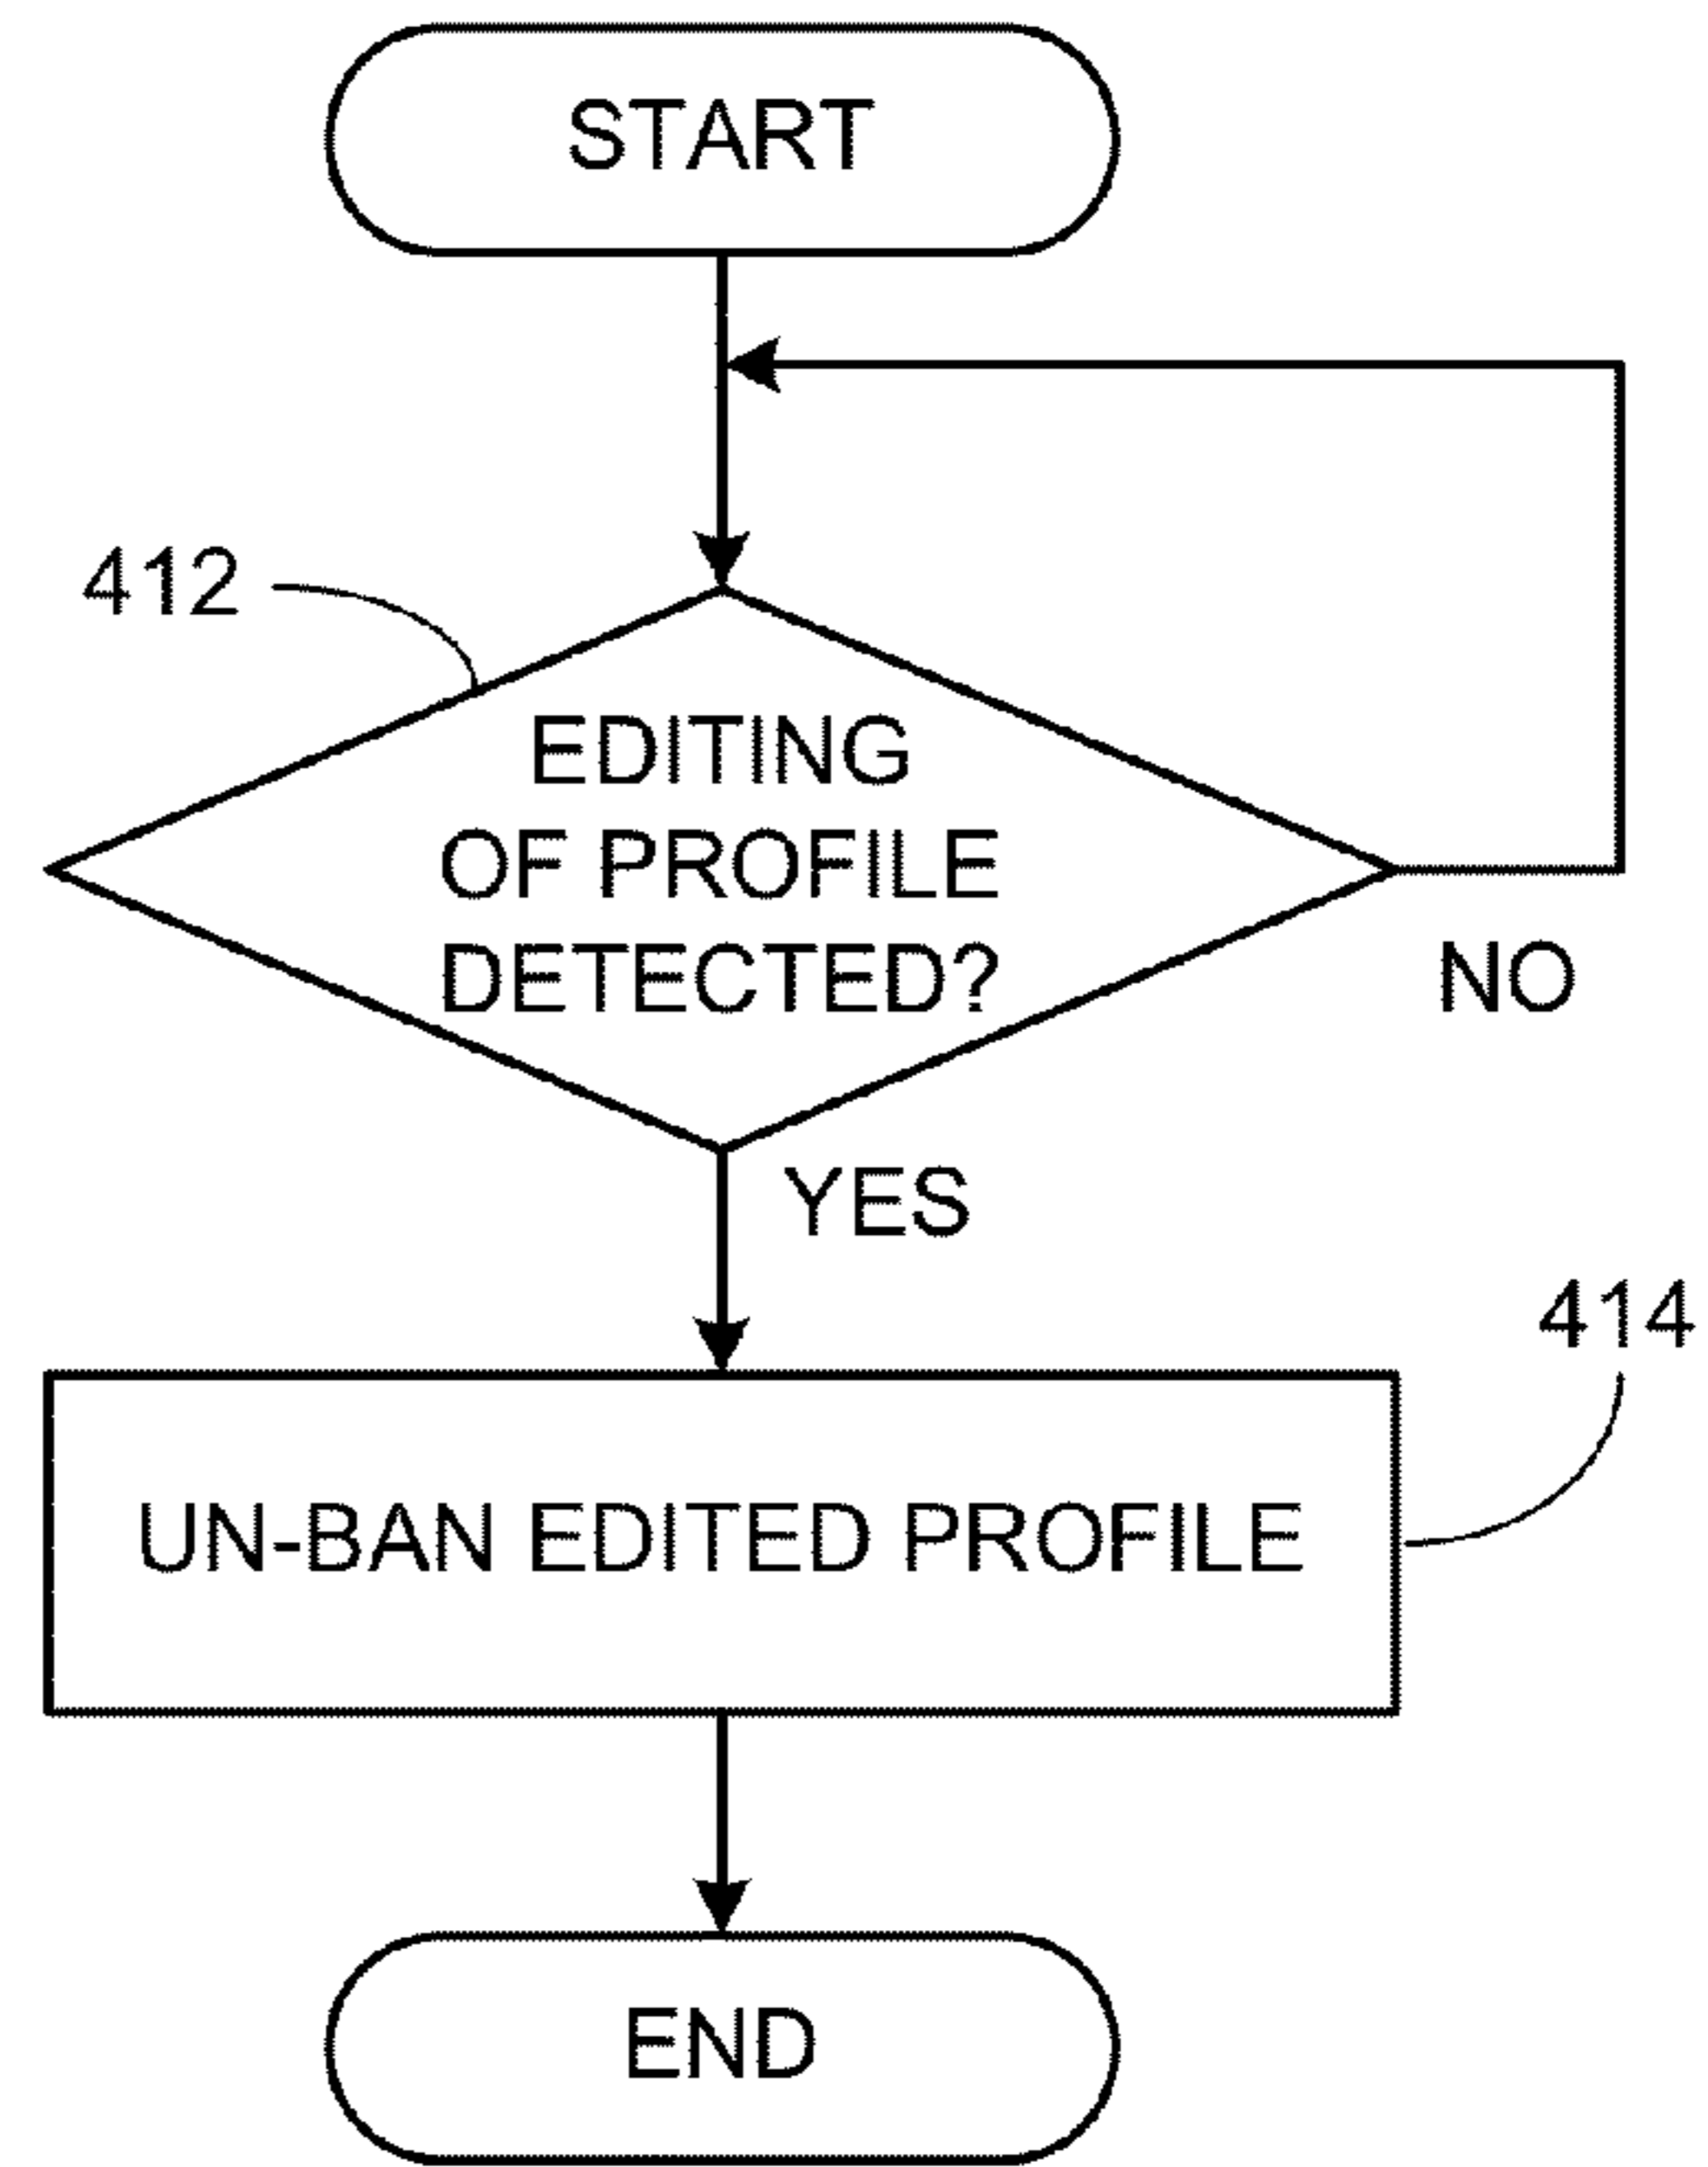 START
412
EDITING
OF PROFILE
DETECTED?
NO
YES
414
UN-BAN EDITED PROFILE
END